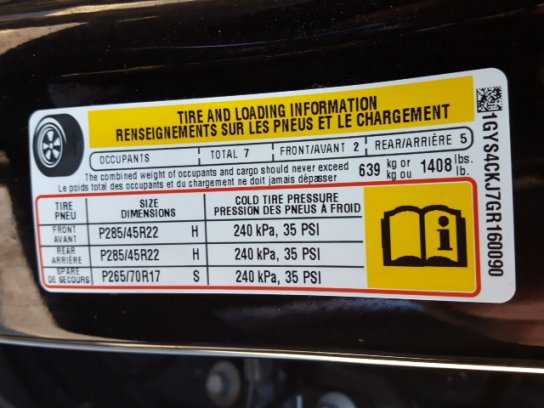 TIRE AND LOADING INFORMATION
RENSEIGNEMENTS SUR LES PNEUS ET LE CHARGEMENT
OCCUPANTS TOTAL 7 FRONT/AVANT 2 REAR/ARRIÈRE 5
The combined weight of occupants and cargo should never exceed 639 kg or 1408 lbs.
Le poids total des occupants et du chargement ne doit jamais dépasser kg ou lb.
TIRE SIZE COLD TIRE PRESSURE
PNEU DIMENSIONS PRESSION DES PNEUS À FROID
FRONT
AVANT P285/45R22 H 240 kPa, 35 PSI
REAR
ARRIÈRE P285/45R22 H 240 kPa, 35 PSI
SPARE
DE SECOURS P265/70R17 S 240 kPa, 35 PSI
i
1GYS4CKJ7GR160090